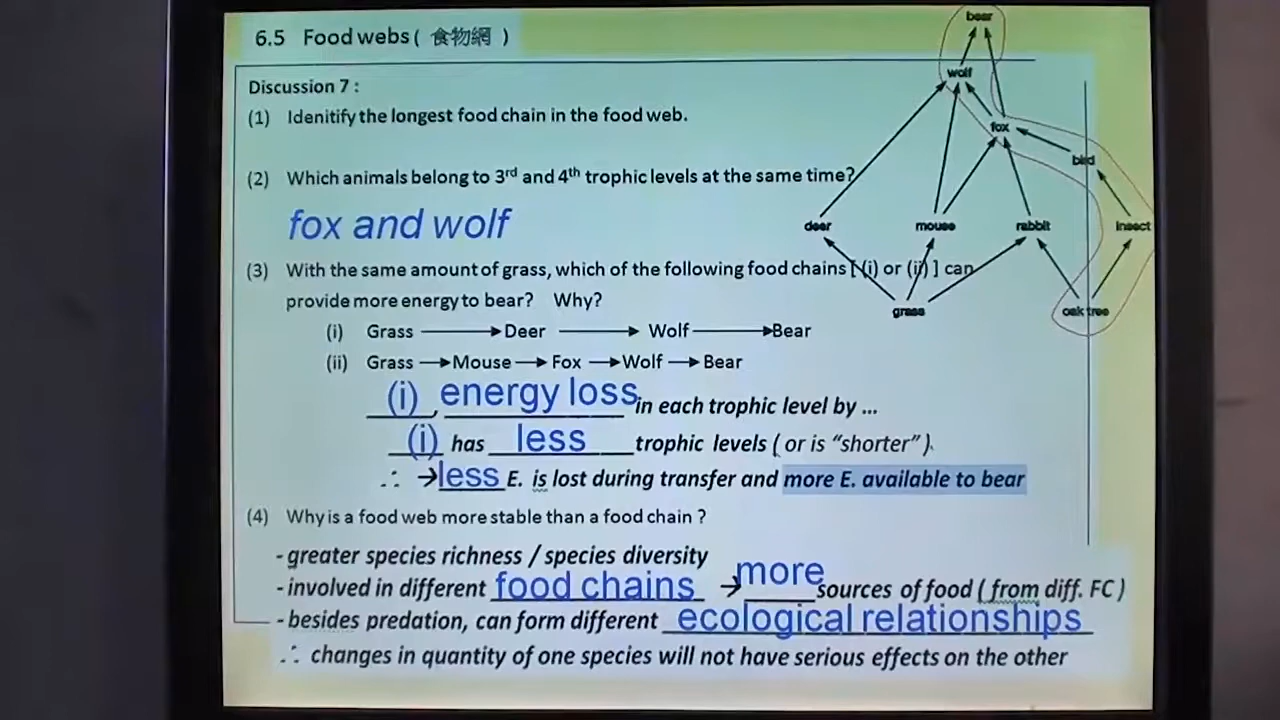 6.5 Food webs ( 食物網 )
Discussion 7 :
(1) Idenitify the longest food chain in the food web.
(2) Which animals belong to 3rd and 4th trophic levels at the same time?
fox and wolf
(3) With the same amount of grass, which of the following food chains [ (i) or (ii) ] can
provide more energy to bear? Why?
(i) Grass → Deer → Wolf → Bear
(ii) Grass → Mouse → Fox → Wolf → Bear
(i), energy loss in each trophic level by ...
(i) has less trophic levels ( or is “shorter” ).
∴ → less E. is lost during transfer and more E. available to bear
(4) Why is a food web more stable than a food chain ?
- greater species richness / species diversity
- involved in different food chains → more sources of food ( from diff. FC )
- besides predation, can form different ecological relationships
∴ changes in quantity of one species will not have serious effects on the other
bear
wolf
fox
bird
deer mouse rabbit insect
grass oak tree